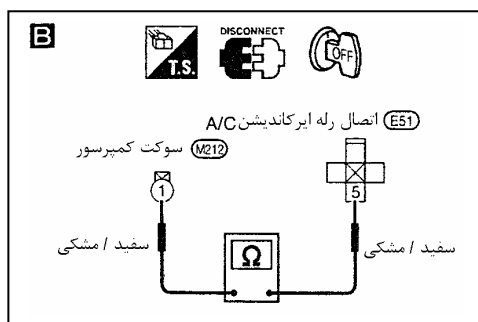 B
T.S.
DISCONNECT
OFF
اتصال رله ایرکاندیشن A/C (E51)
سوکت کمپرسور (M212)
1
5
سفید / مشکی
سفید / مشکی
Ω